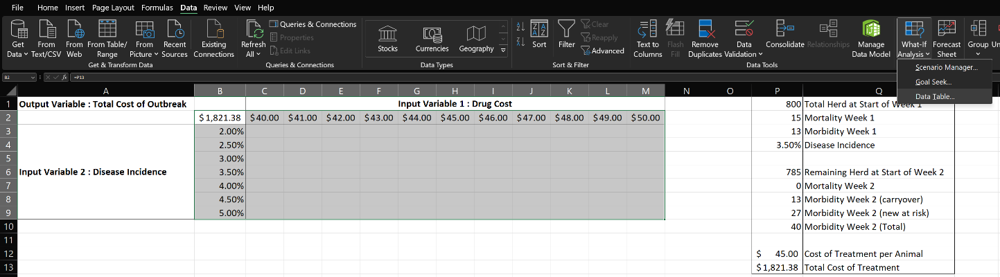 File Home Insert Page Layout Formulas Data Review View Help
Get Data
From Text/CSV
From Web
From Table/ Range
From Picture
Recent Sources
Get & Transform Data
Existing Connections
Refresh All
Queries & Connections
Properties
Edit Links
Queries & Connections
Stocks
Currencies
Geography
Data Types
Sort
Filter
Clear
Reapply
Advanced
Sort & Filter
Text to Columns
Flash Fill
Remove Duplicates
Data Validation
Consolidate
Relationships
Manage Data Model
Data Tools
What-If Analysis
Forecast Sheet
Group
Un
Scenario Manager...
Goal Seek...
Data Table...
B2 fx =P13
A B C D E F G H I J K L M N O P Q
1 Output Variable : Total Cost of Outbreak Input Variable 1 : Drug Cost 800 Total Herd at Start of Week 1
2 $1,821.38 $40.00 $41.00 $42.00 $43.00 $44.00 $45.00 $46.00 $47.00 $48.00 $49.00 $50.00 15 Mortality Week 1
3 2.00% 13 Morbidity Week 1
4 2.50% 3.50% Disease Incidence
5 3.00%
6 Input Variable 2 : Disease Incidence 3.50% 785 Remaining Herd at Start of Week 2
7 4.00% 0 Mortality Week 2
8 4.50% 13 Morbidity Week 2 (carryover)
9 5.00% 27 Morbidity Week 2 (new at risk)
10 40 Morbidity Week 2 (Total)
11
12 $ 45.00 Cost of Treatment per Animal
13 $1,821.38 Total Cost of Treatment